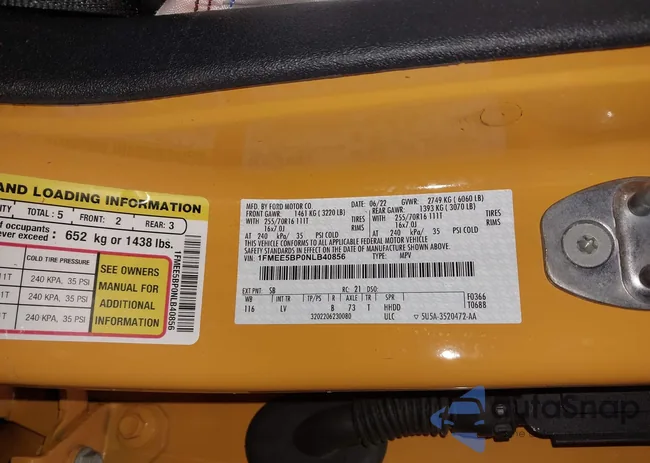 AND LOADING INFORMATION
ITY TOTAL : 5 FRONT: 2 REAR: 3
occupants :
ever exceed : 652 kg or 1438 lbs.
COLD TIRE PRESSURE
11T 240 KPA, 35 PSI
240 KPA, 35 PSI
11T 240 KPA, 35 PSI
SEE OWNERS
MANUAL FOR
ADDITIONAL
INFORMATION
1FMEE5BP0NLB40856
MFD. BY FORD MOTOR CO. DATE: 06/22 GVWR: 2749 KG (6060 LB)
FRONT GAWR: 1461 KG (3220 LB) REAR GAWR: 1393 KG (3070 LB)
WITH 255/70R16 111T TIRES WITH 255/70R16 111T TIRES
16x7.0J RIMS 16x7.0J RIMS
AT 240 kPa/ 35 PSI COLD AT 240 kPa/ 35 PSI COLD
THIS VEHICLE CONFORMS TO ALL APPLICABLE FEDERAL MOTOR VEHICLE
SAFETY STANDARDS IN EFFECT ON THE DATE OF MANUFACTURE SHOWN ABOVE.
VIN: 1FMEE5BP0NLB40856 TYPE: MPV
EXT PNT: SB RC: 21 DSO:
WB INT TR TP/PS R AXLE TR SPR F0366
116 LV B 73 T HHDD T0688
3202206230080 ULC ▽ 5U5A-3520472-AA
AutoSnap